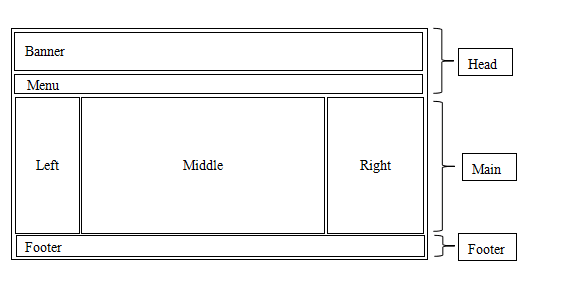 Banner
Head
Menu
Left
Middle
Right
Main
Footer
Footer